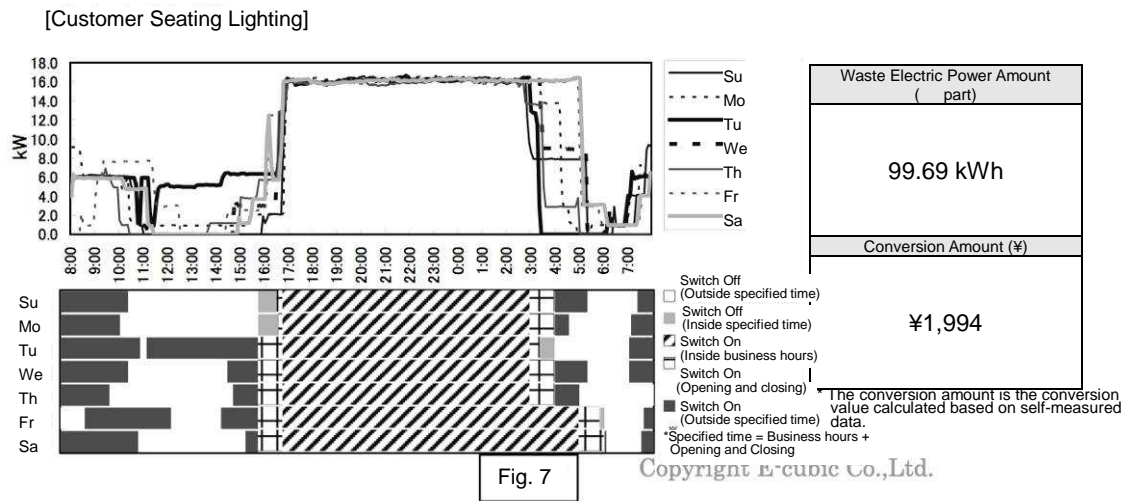 [Customer Seating Lighting]
18.0
16.0
14.0
12.0
10.0
8.0
6.0
4.0
2.0
0.0
kW
8:00
9:00
10:00
11:00
12:00
13:00
14:00
15:00
16:00
17:00
18:00
19:00
20:00
21:00
22:00
23:00
0:00
1:00
2:00
3:00
4:00
5:00
6:00
7:00
Su
Mo
Tu
We
Th
Fr
Sa
Waste Electric Power Amount
( part)
99.69 kWh
Conversion Amount (¥)
¥1,994
* The conversion amount is the conversion
value calculated based on self-measured
data.
Su
Mo
Tu
We
Th
Fr
Sa
Switch Off
(Outside specified time)
Switch Off
(Inside specified time)
Switch On
(Inside business hours)
Switch On
(Opening and closing)
Switch On
(Outside specified time)
*Specified time = Business hours +
Opening and Closing
Fig. 7
Copyright E-cubic Co.,Ltd.